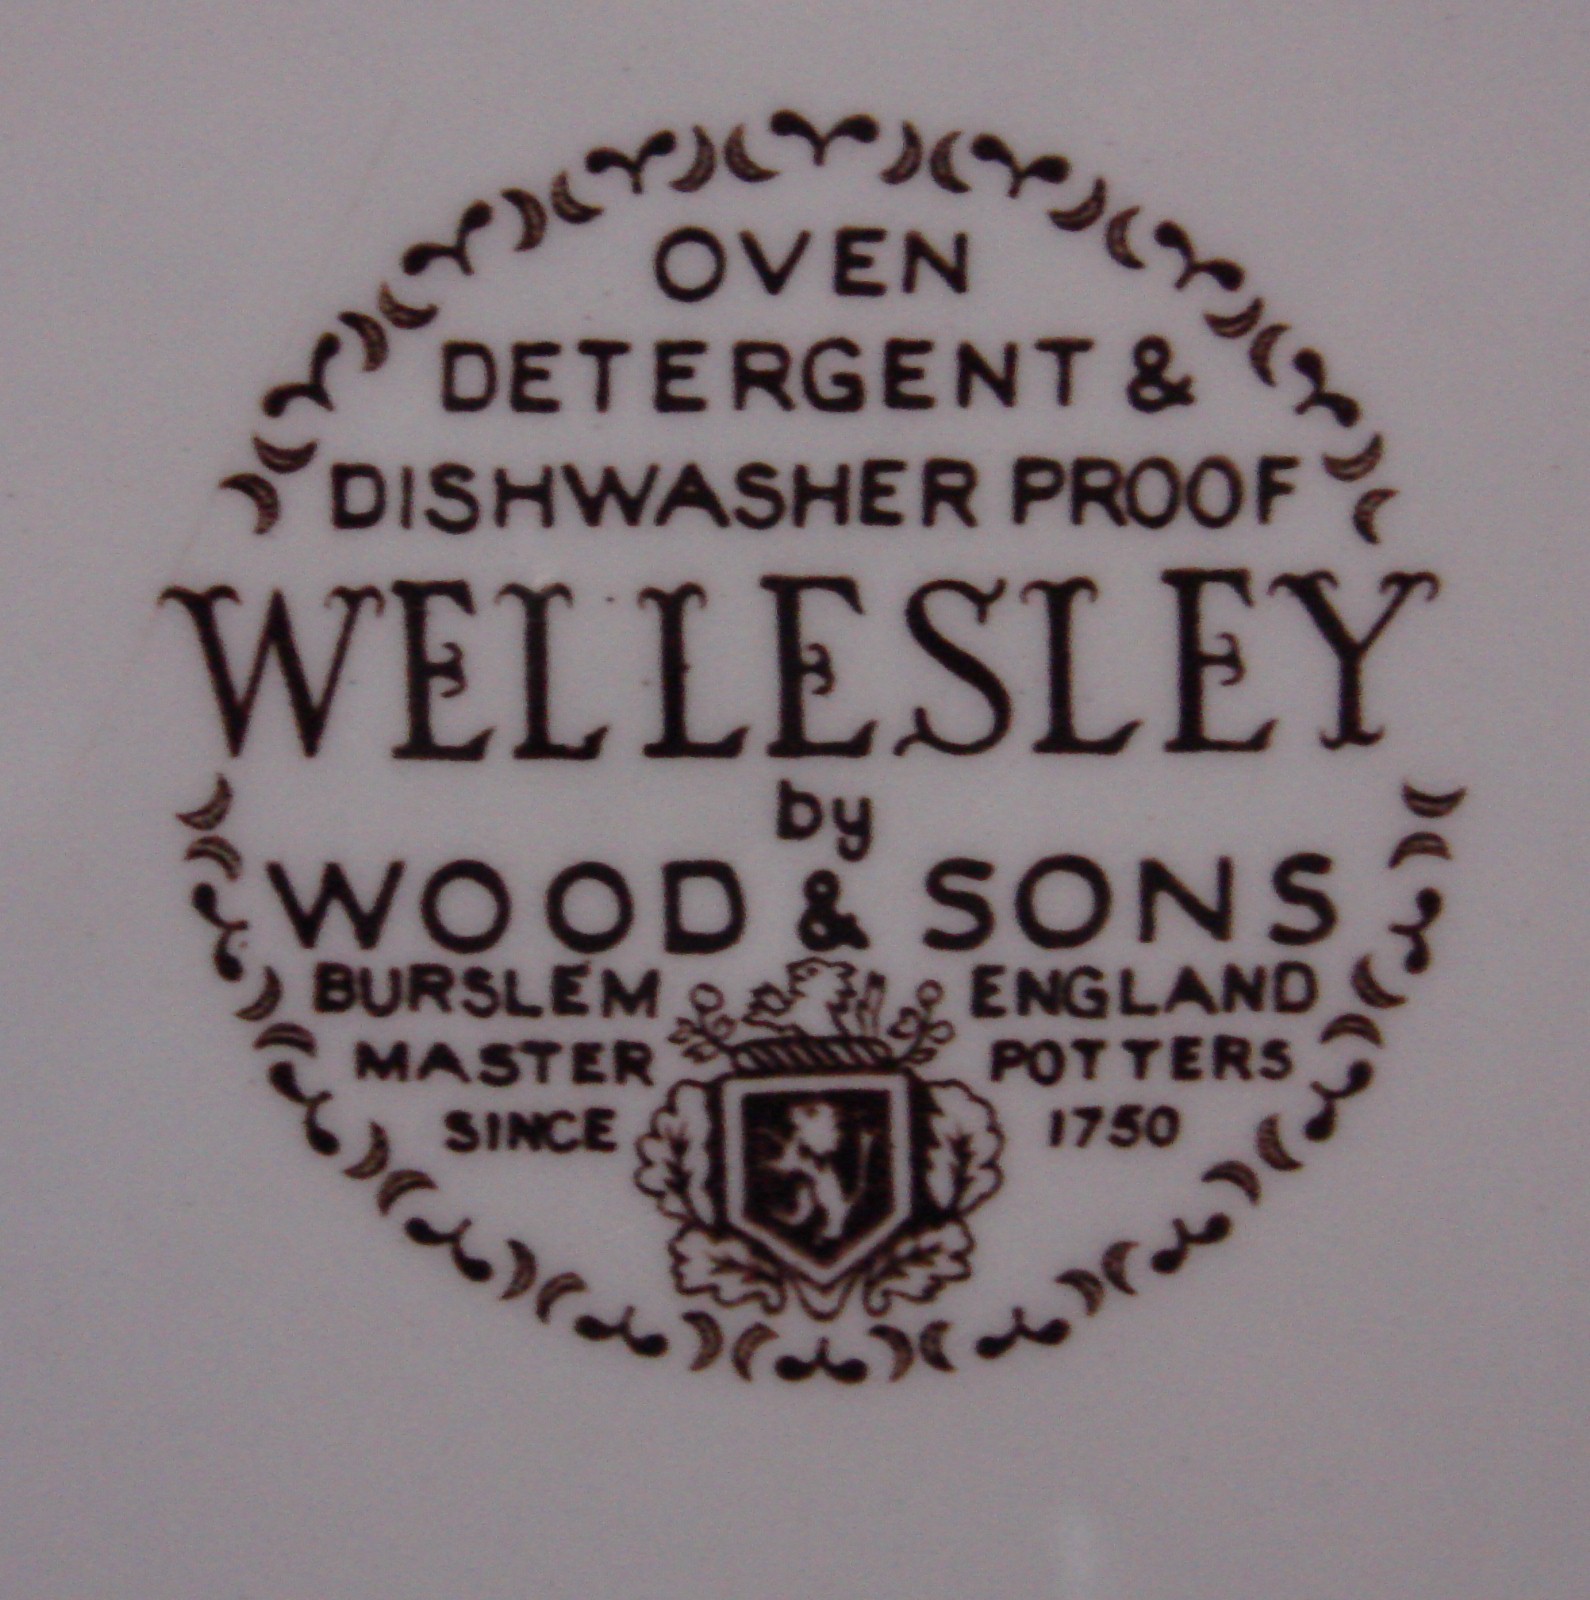 OVEN
DETERGENT &
DISHWASHER PROOF
WELLESLEY
by
WOOD & SONS
BURSLEM ENGLAND
MASTER POTTERS
SINCE 1750